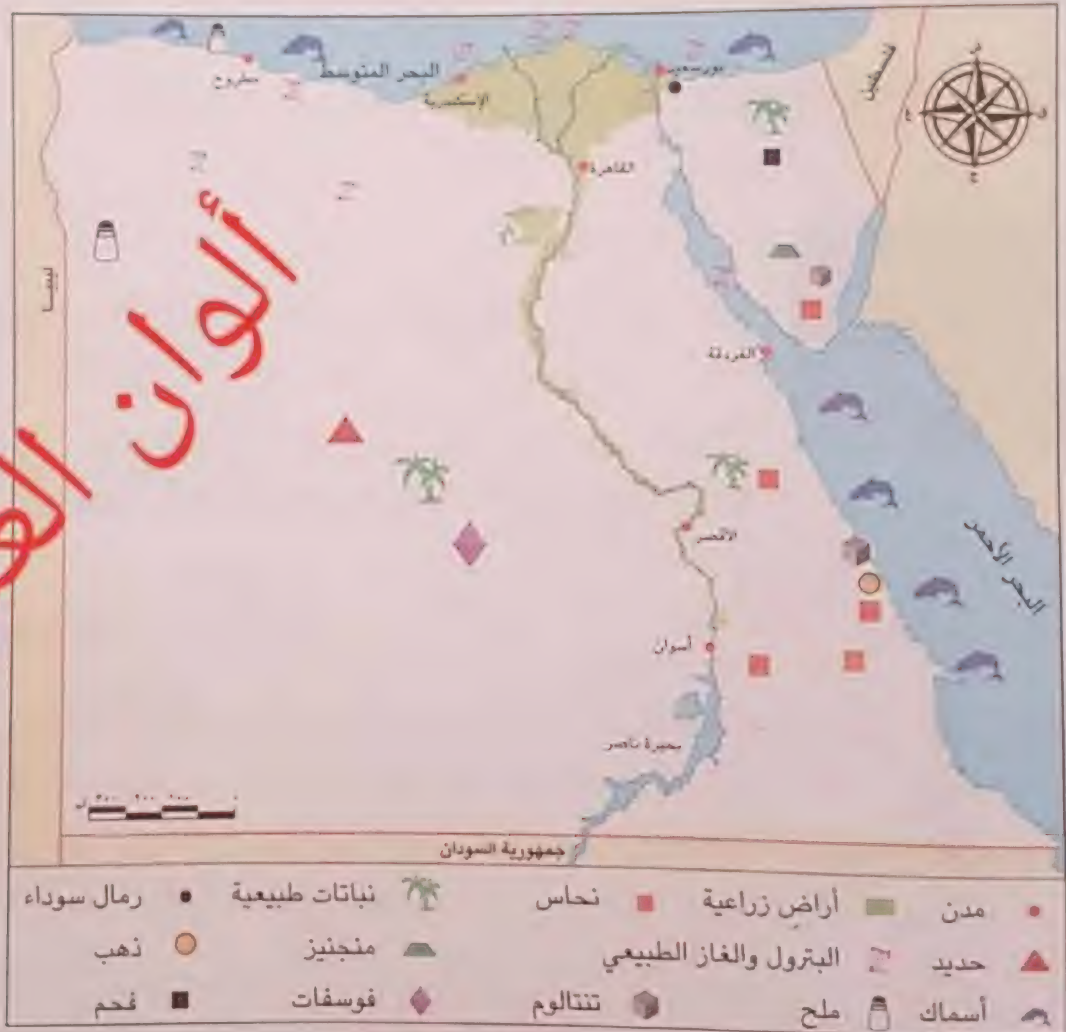 البحر المتوسط
مطروح
الإسكندرية
بورسعيد
فلسطين
القاهرة
ليبيا
ألوان
الغردقة
الأقصر
البحر الأحمر
أسوان
بحيرة ناصر
جمهورية السودان
مدن
أراضٍ زراعية
نحاس
نباتات طبيعية
رمال سوداء
حديد
البترول والغاز الطبيعي
منجنيز
ذهب
أسماك
ملح
تنتالوم
فوسفات
فحم